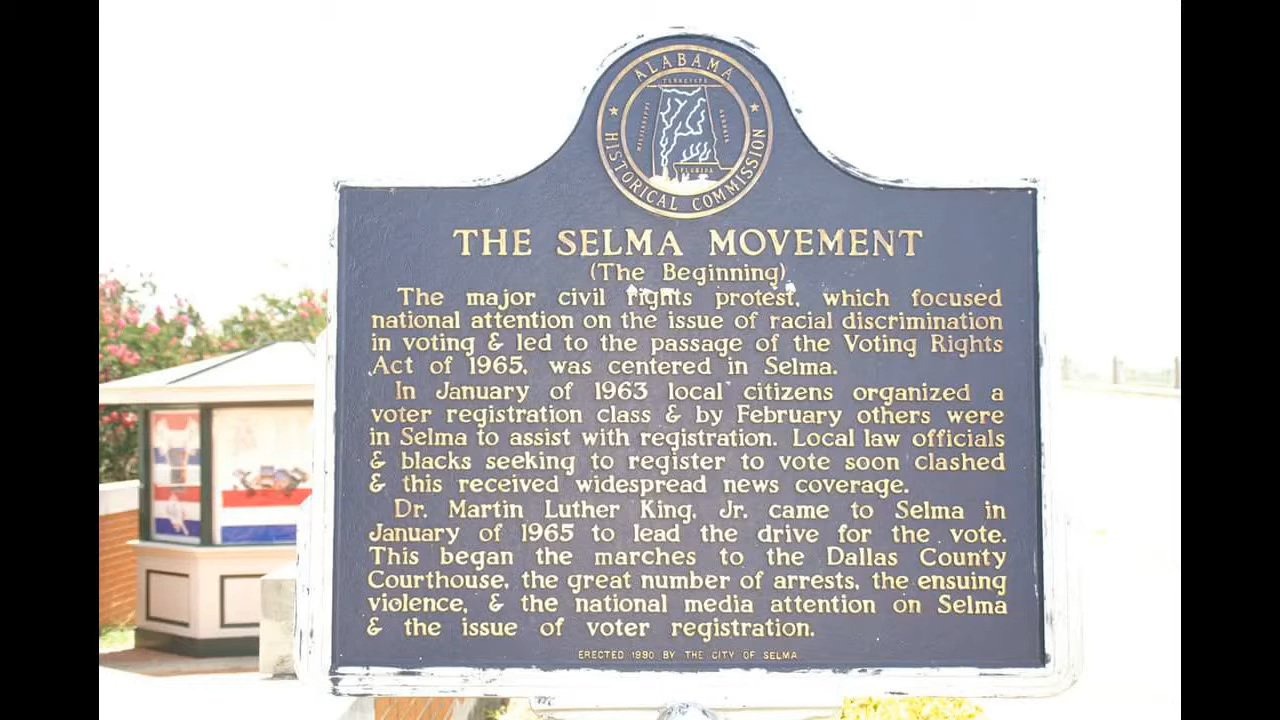 ALABAMA
HISTORICAL COMMISSION
TENNESSEE
MISSISSIPPI
GEORGIA
FLORIDA
THE SELMA MOVEMENT
(The Beginning)
The major civil rights protest, which focused
national attention on the issue of racial discrimination
in voting & led to the passage of the Voting Rights
Act of 1965, was centered in Selma.
In January of 1963 local citizens organized a
voter registration class & by February others were
in Selma to assist with registration. Local law officials
& blacks seeking to register to vote soon clashed
& this received widespread news coverage.
Dr. Martin Luther King, Jr. came to Selma in
January of 1965 to lead the drive for the vote.
This began the marches to the Dallas County
Courthouse, the great number of arrests, the ensuing
violence, & the national media attention on Selma
& the issue of voter registration.
ERECTED 1990 BY THE CITY OF SELMA